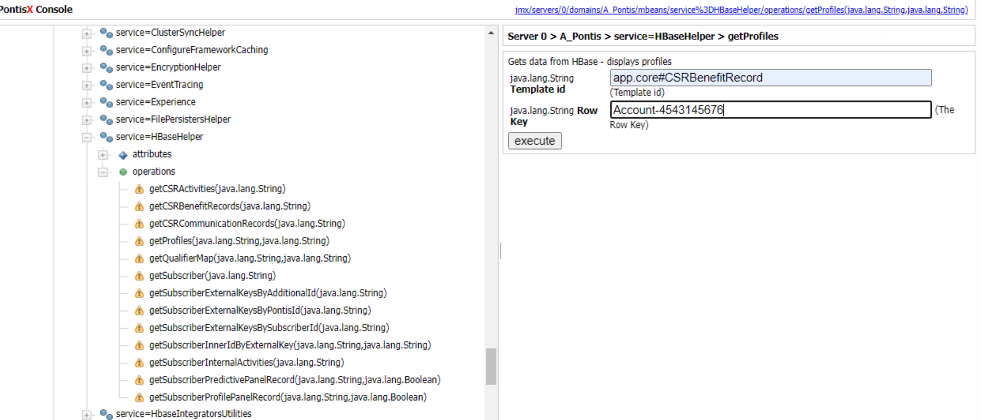 PontisX Console
jmx/servers/0/domains/A_Pontis/mbeans/service%3DHBaseHelper/operations/getProfiles(java.lang.String,java.lang.String)
service=ClusterSyncHelper
service=ConfigureFrameworkCaching
service=EncryptionHelper
service=EventTracing
service=Experience
service=FilePersistersHelper
service=HBaseHelper
attributes
operations
getCSRActivities(java.lang.String)
getCSRBenefitRecords(java.lang.String)
getCSRCommunicationRecords(java.lang.String)
getProfiles(java.lang.String,java.lang.String)
getQualifierMap(java.lang.String,java.lang.String)
getSubscriber(java.lang.String)
getSubscriberExternalKeysByAdditionalId(java.lang.String)
getSubscriberExternalKeysByPontisId(java.lang.String)
getSubscriberExternalKeysBySubscriberId(java.lang.String)
getSubscriberInnerIdByExternalKey(java.lang.String,java.lang.String)
getSubscriberInternalActivities(java.lang.String)
getSubscriberPredictivePanelRecord(java.lang.String,java.lang.Boolean)
getSubscriberProfilePanelRecord(java.lang.String,java.lang.Boolean)
service=HbaseIntegratorsUtilities
Server 0 > A_Pontis > service=HBaseHelper > getProfiles
Gets data from HBase - displays profiles
java.lang.String
Template id
app.core#CSRBenefitRecord
(Template id)
java.lang.String Row
Key
Account-4543145676
(The
Row Key)
execute